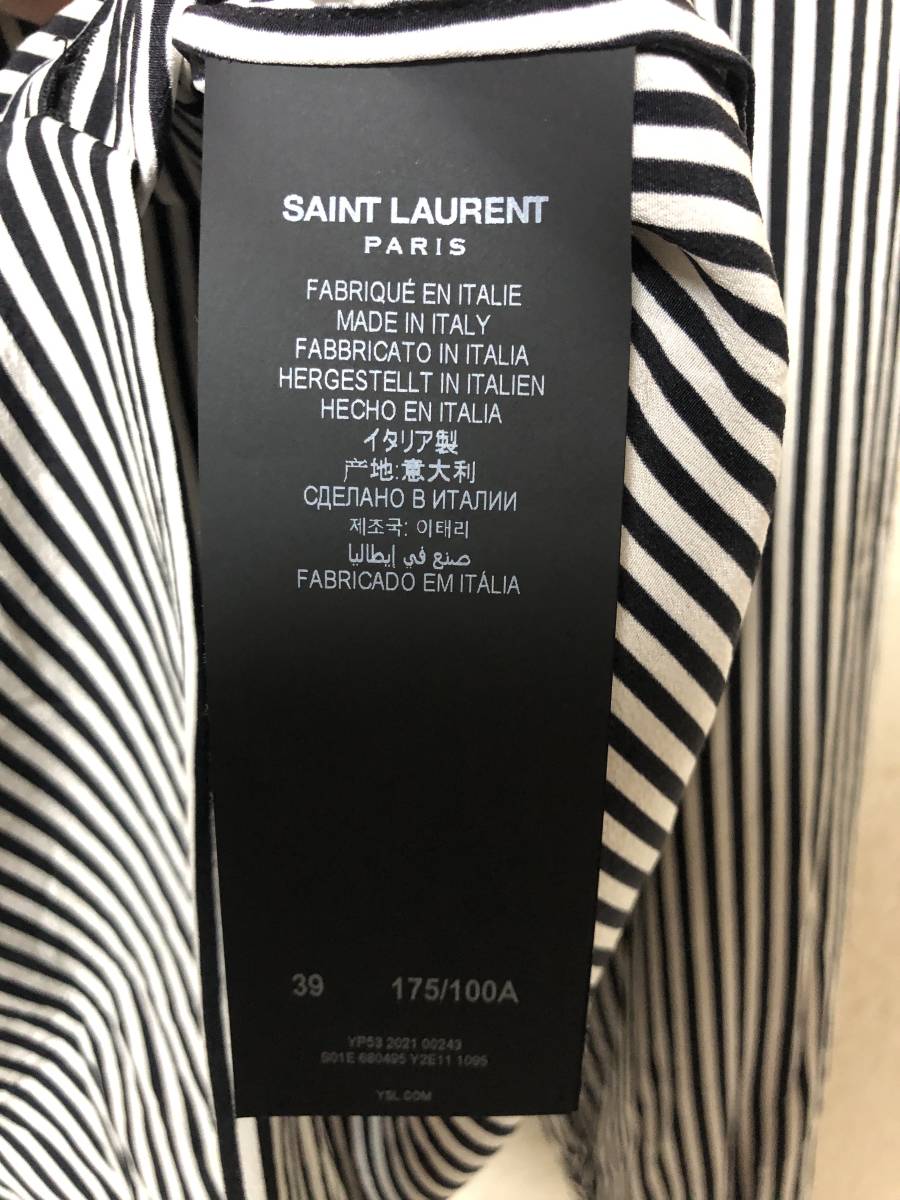 SAINT LAURENT
PARIS
FABRIQUÉ EN ITALIE
MADE IN ITALY
FABBRICATO IN ITALIA
HERGESTELLT IN ITALIEN
HECHO EN ITALIA
イタリア製
产地:意大利
СДЕЛАНО В ИТАЛИИ
제조국: 이태리
صنع في إيطاليا
FABRICADO EM ITÁLIA
39 175/100A
YP53 2021 00243
S01E 680495 Y2E11 1095
YSL.COM